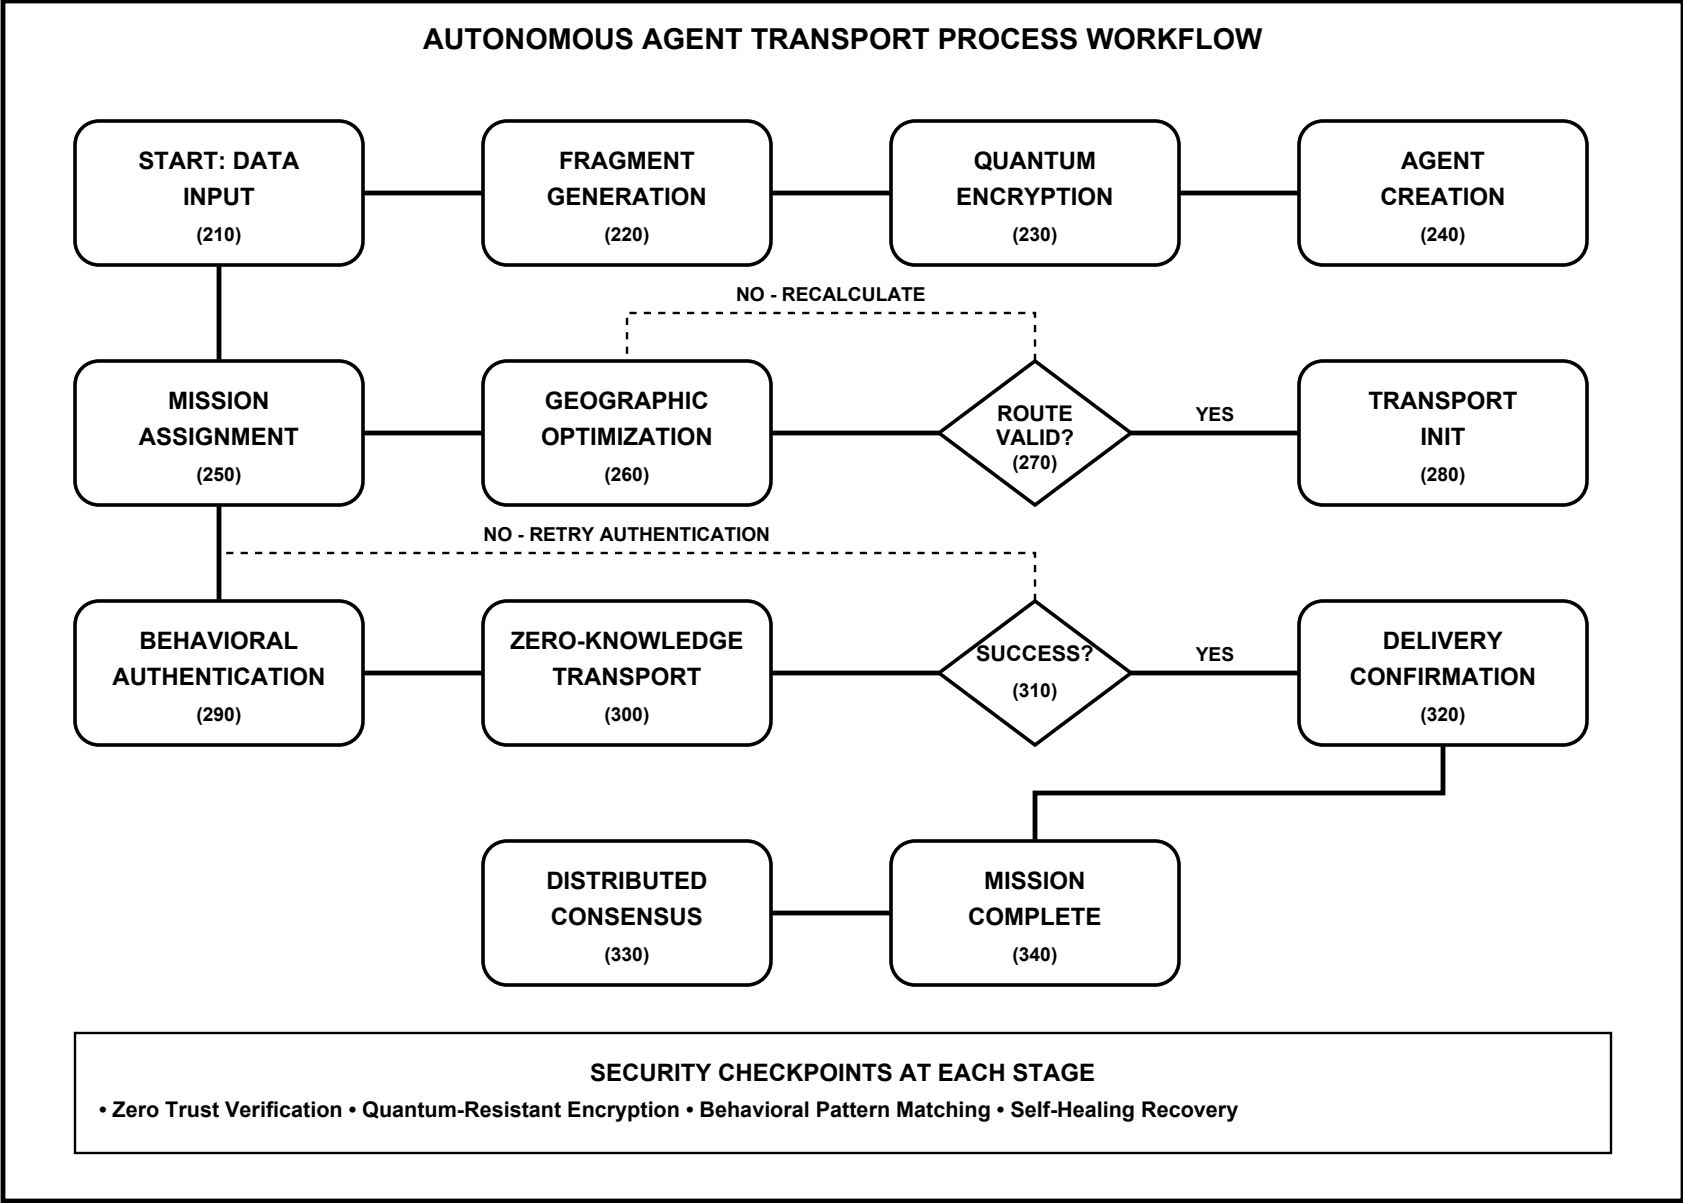 AUTONOMOUS AGENT TRANSPORT PROCESS WORKFLOW
START: DATA
INPUT
(210)
FRAGMENT
GENERATION
(220)
QUANTUM
ENCRYPTION
(230)
AGENT
CREATION
(240)
NO - RECALCULATE
MISSION
ASSIGNMENT
(250)
GEOGRAPHIC
OPTIMIZATION
(260)
ROUTE
VALID?
(270)
YES
TRANSPORT
INIT
(280)
NO - RETRY AUTHENTICATION
BEHAVIORAL
AUTHENTICATION
(290)
ZERO-KNOWLEDGE
TRANSPORT
(300)
SUCCESS?
(310)
YES
DELIVERY
CONFIRMATION
(320)
DISTRIBUTED
CONSENSUS
(330)
MISSION
COMPLETE
(340)
SECURITY CHECKPOINTS AT EACH STAGE
• Zero Trust Verification • Quantum-Resistant Encryption • Behavioral Pattern Matching • Self-Healing Recovery